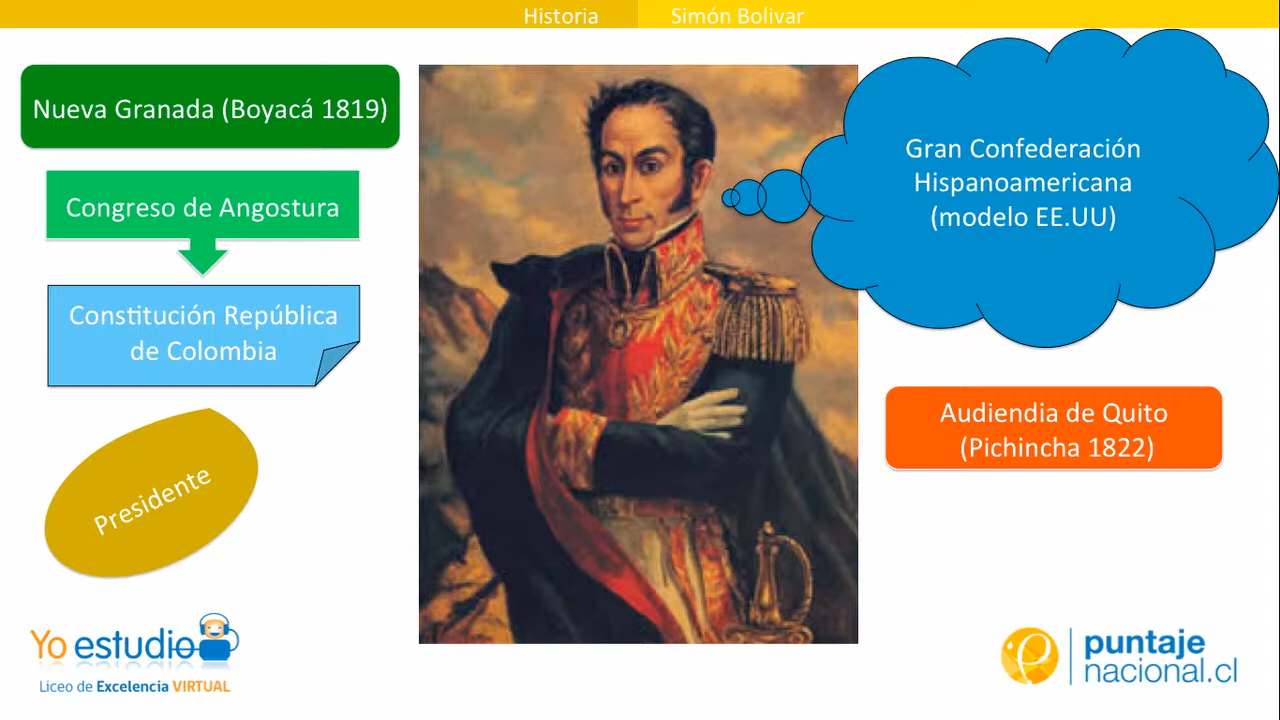 Historia
Simón Bolivar
Nueva Granada (Boyacá 1819)
Congreso de Angostura
Constitución República
de Colombia
Presidente
Gran Confederación
Hispanoamericana
(modelo EE.UU)
Audiendia de Quito
(Pichincha 1822)
Yo estudio
Liceo de Excelencia VIRTUAL
puntaje
nacional.cl